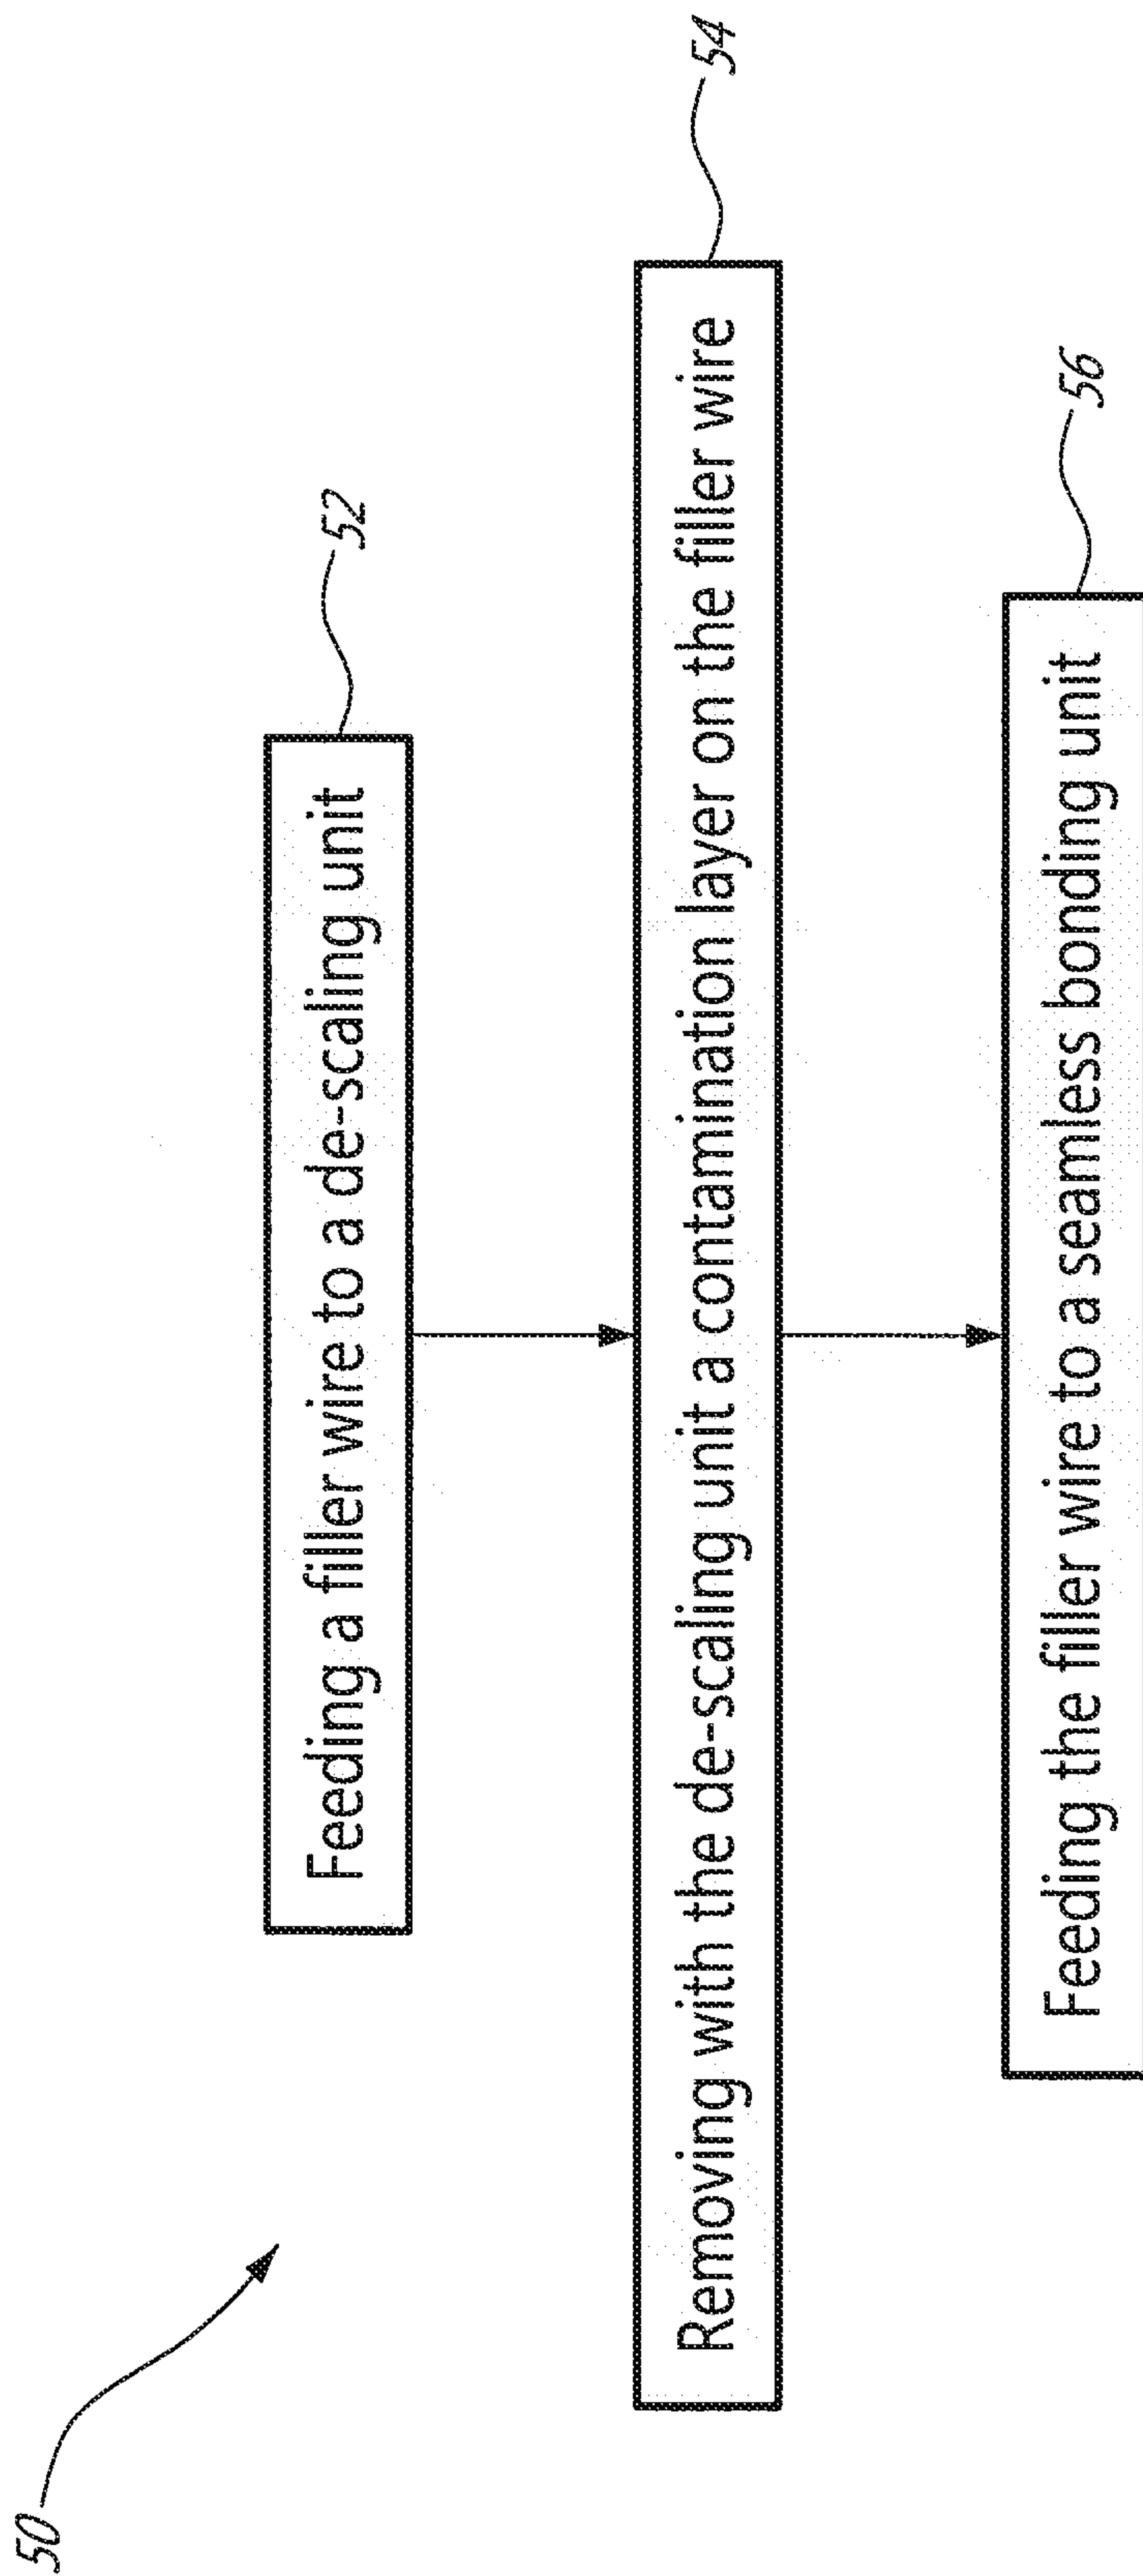 50
Feeding a filler wire to a de-scaling unit
52
Removing with the de-scaling unit a contamination layer on the filler wire
54
Feeding the filler wire to a seamless bonding unit
56